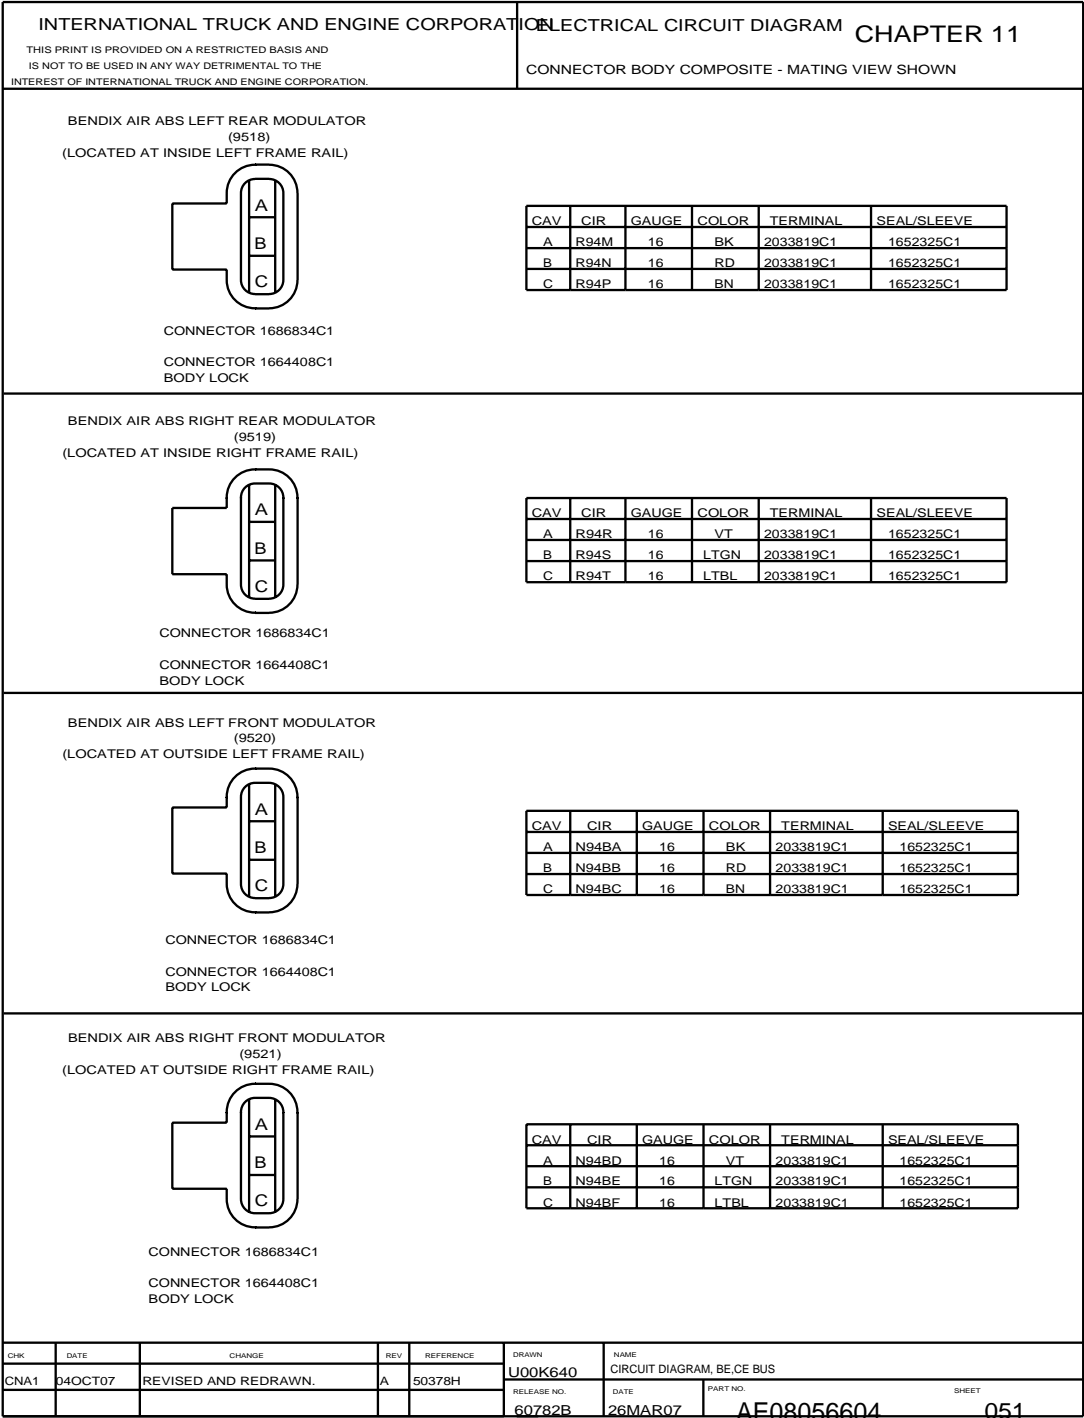 INTERNATIONAL TRUCK AND ENGINE CORPORATION
THIS PRINT IS PROVIDED ON A RESTRICTED BASIS AND
IS NOT TO BE USED IN ANY WAY DETRIMENTAL TO THE
INTEREST OF INTERNATIONAL TRUCK AND ENGINE CORPORATION.
ELECTRICAL CIRCUIT DIAGRAM CHAPTER 11
CONNECTOR BODY COMPOSITE - MATING VIEW SHOWN
BENDIX AIR ABS LEFT REAR MODULATOR
(9518)
(LOCATED AT INSIDE LEFT FRAME RAIL)
A
B
C
CONNECTOR 1686834C1
CONNECTOR 1664408C1
BODY LOCK
CAV CIR GAUGE COLOR TERMINAL SEAL/SLEEVE
A R94M 16 BK 2033819C1 1652325C1
B R94N 16 RD 2033819C1 1652325C1
C R94P 16 BN 2033819C1 1652325C1
BENDIX AIR ABS RIGHT REAR MODULATOR
(9519)
(LOCATED AT INSIDE RIGHT FRAME RAIL)
A
B
C
CONNECTOR 1686834C1
CONNECTOR 1664408C1
BODY LOCK
CAV CIR GAUGE COLOR TERMINAL SEAL/SLEEVE
A R94R 16 VT 2033819C1 1652325C1
B R94S 16 LTGN 2033819C1 1652325C1
C R94T 16 LTBL 2033819C1 1652325C1
BENDIX AIR ABS LEFT FRONT MODULATOR
(9520)
(LOCATED AT OUTSIDE LEFT FRAME RAIL)
A
B
C
CONNECTOR 1686834C1
CONNECTOR 1664408C1
BODY LOCK
CAV CIR GAUGE COLOR TERMINAL SEAL/SLEEVE
A N94BA 16 BK 2033819C1 1652325C1
B N94BB 16 RD 2033819C1 1652325C1
C N94BC 16 BN 2033819C1 1652325C1
BENDIX AIR ABS RIGHT FRONT MODULATOR
(9521)
(LOCATED AT OUTSIDE RIGHT FRAME RAIL)
A
B
C
CONNECTOR 1686834C1
CONNECTOR 1664408C1
BODY LOCK
CAV CIR GAUGE COLOR TERMINAL SEAL/SLEEVE
A N94BD 16 VT 2033819C1 1652325C1
B N94BE 16 LTGN 2033819C1 1652325C1
C N94BF 16 LTBL 2033819C1 1652325C1
CHK DATE CHANGE REV REFERENCE
CNA1 04OCT07 REVISED AND REDRAWN. A 50378H
DRAWN
U00K640
NAME
CIRCUIT DIAGRAM, BE,CE BUS
RELEASE NO.
60782B
DATE
26MAR07
PART NO.
AE08056604
SHEET
051